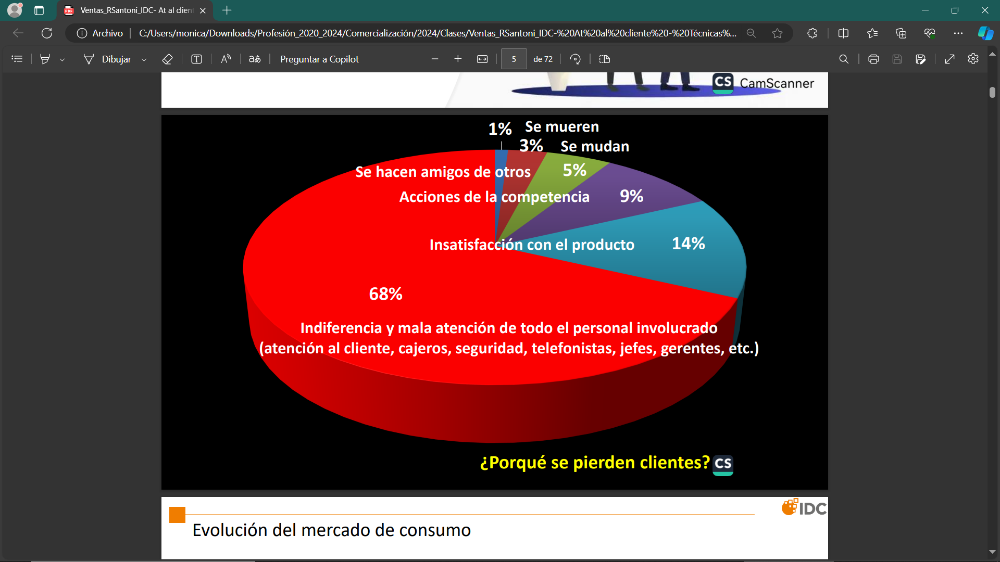 Ventas_RSantoni_IDC- At al client
Archivo
C:/Users/monica/Downloads/Profesión_2020_2024/Comercialización/2024/Clases/Ventas_RSantoni_IDC-%20At%20al%20cliente%20-%20Técnicas%...
Dibujar
Preguntar a Copilot
5
de 72
CS CamScanner
1% Se mueren
3% Se mudan
Se hacen amigos de otros 5%
Acciones de la competencia 9%
Insatisfacción con el producto 14%
68%
Indiferencia y mala atención de todo el personal involucrado
(atención al cliente, cajeros, seguridad, telefonistas, jefes, gerentes, etc.)
¿Porqué se pierden clientes? CS
IDC
Evolución del mercado de consumo